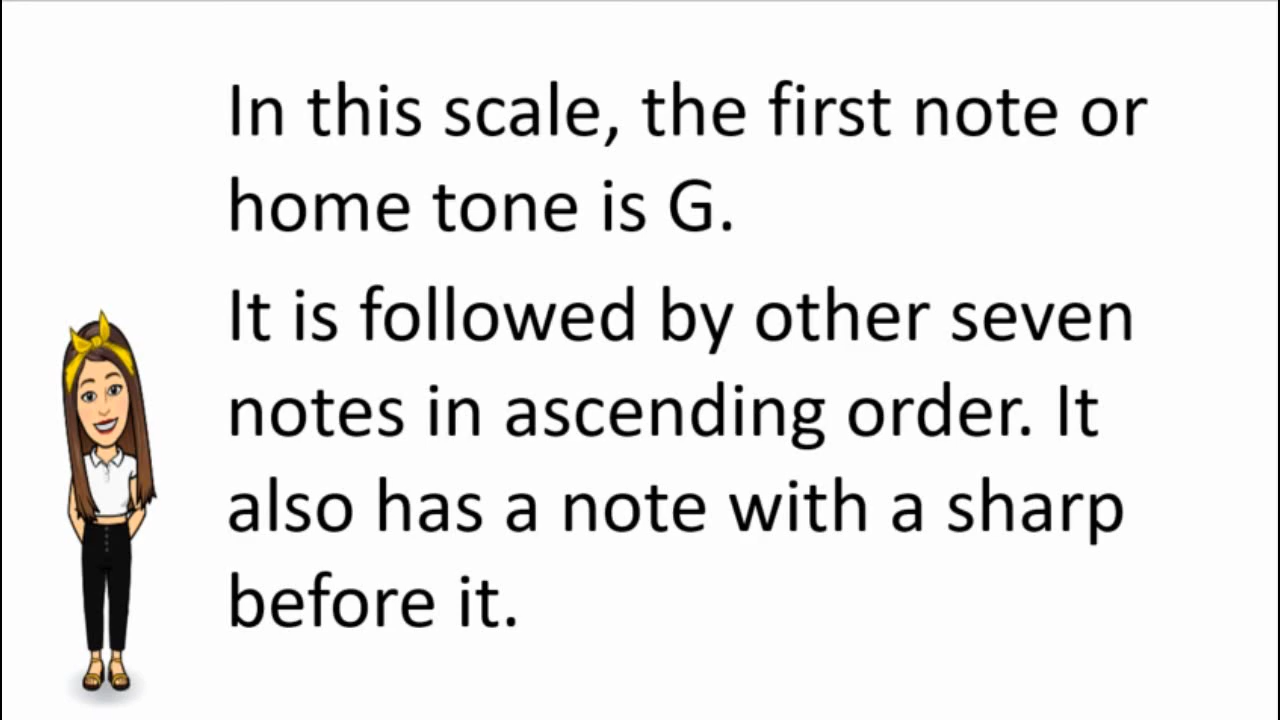 In this scale, the first note or
home tone is G.
It is followed by other seven
notes in ascending order. It
also has a note with a sharp
before it.